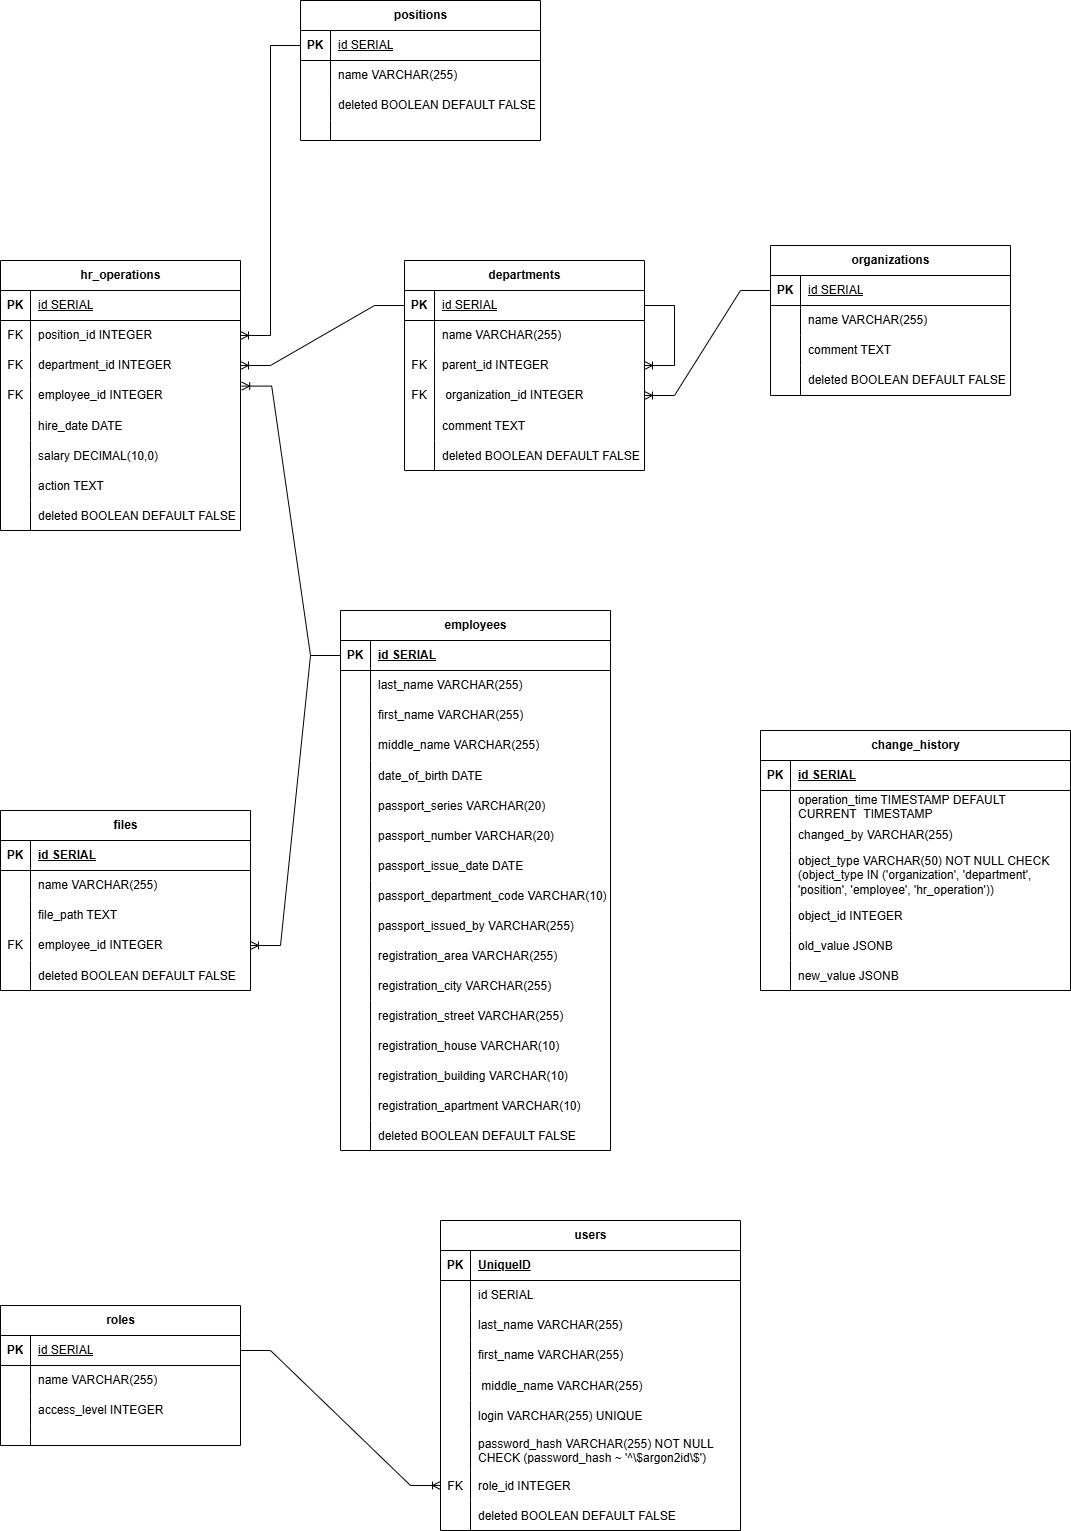 positions
PK id SERIAL
name VARCHAR(255)
deleted BOOLEAN DEFAULT FALSE
hr_operations
PK id SERIAL
FK position_id INTEGER
FK department_id INTEGER
FK employee_id INTEGER
hire_date DATE
salary DECIMAL(10,0)
action TEXT
deleted BOOLEAN DEFAULT FALSE
departments
PK id SERIAL
name VARCHAR(255)
FK parent_id INTEGER
FK organization_id INTEGER
comment TEXT
deleted BOOLEAN DEFAULT FALSE
organizations
PK id SERIAL
name VARCHAR(255)
comment TEXT
deleted BOOLEAN DEFAULT FALSE
employees
PK id SERIAL
last_name VARCHAR(255)
first_name VARCHAR(255)
middle_name VARCHAR(255)
date_of_birth DATE
passport_series VARCHAR(20)
passport_number VARCHAR(20)
passport_issue_date DATE
passport_department_code VARCHAR(10)
passport_issued_by VARCHAR(255)
registration_area VARCHAR(255)
registration_city VARCHAR(255)
registration_street VARCHAR(255)
registration_house VARCHAR(10)
registration_building VARCHAR(10)
registration_apartment VARCHAR(10)
deleted BOOLEAN DEFAULT FALSE
change_history
PK id SERIAL
operation_time TIMESTAMP DEFAULT
CURRENT TIMESTAMP
changed_by VARCHAR(255)
object_type VARCHAR(50) NOT NULL CHECK
(object_type IN ('organization', 'department',
'position', 'employee', 'hr_operation'))
object_id INTEGER
old_value JSONB
new_value JSONB
files
PK id SERIAL
name VARCHAR(255)
file_path TEXT
FK employee_id INTEGER
deleted BOOLEAN DEFAULT FALSE
users
PK UniqueID
id SERIAL
last_name VARCHAR(255)
first_name VARCHAR(255)
middle_name VARCHAR(255)
login VARCHAR(255) UNIQUE
password_hash VARCHAR(255) NOT NULL
CHECK (password_hash ~ '^\$argon2id\$')
FK role_id INTEGER
deleted BOOLEAN DEFAULT FALSE
roles
PK id SERIAL
name VARCHAR(255)
access_level INTEGER